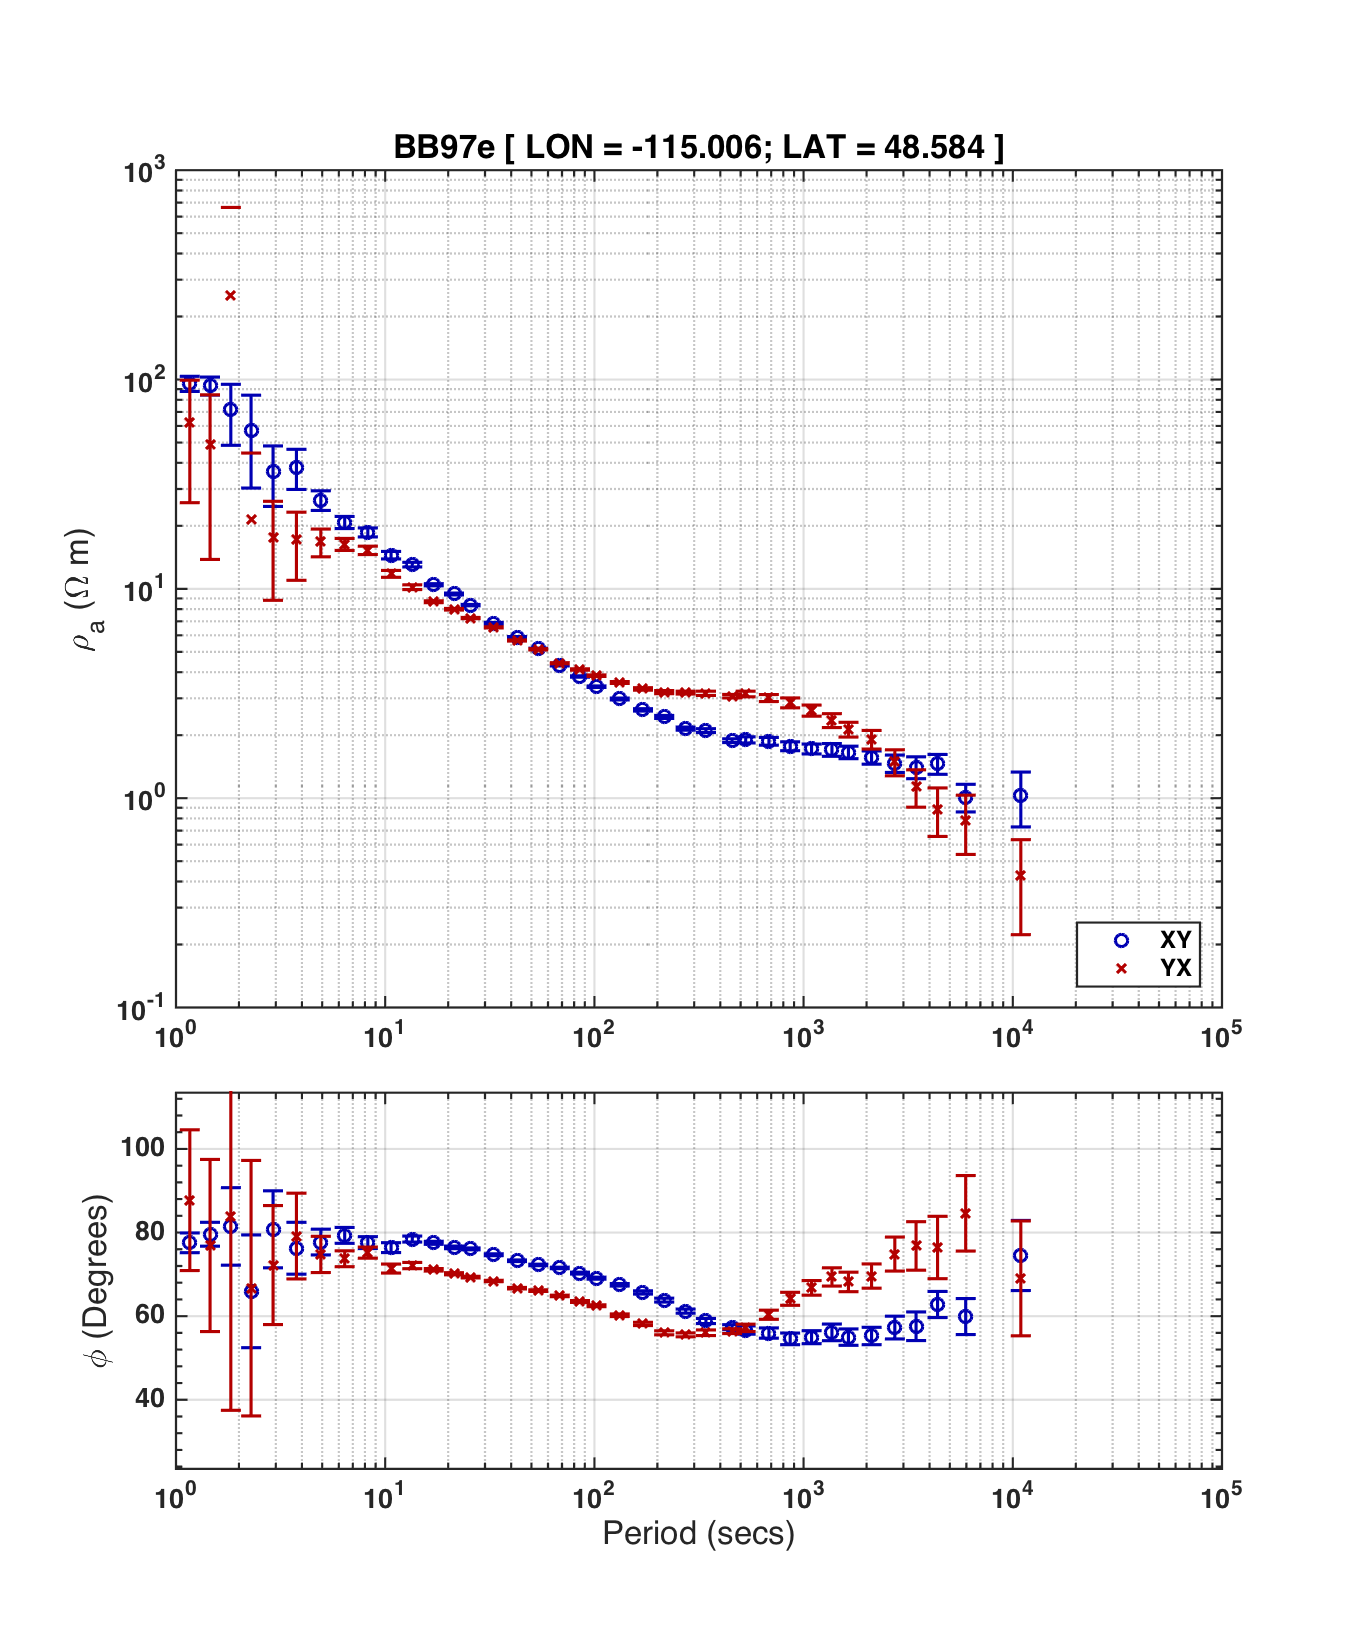 BB97e [ LON = -115.006; LAT = 48.584 ]
10³
10²
10¹
10⁰
10⁻¹
ρa (Ω m)
XY
YX
10⁰ 10¹ 10² 10³ 10⁴ 10⁵
100
80
60
40
ϕ (Degrees)
10⁰ 10¹ 10² 10³ 10⁴ 10⁵
Period (secs)